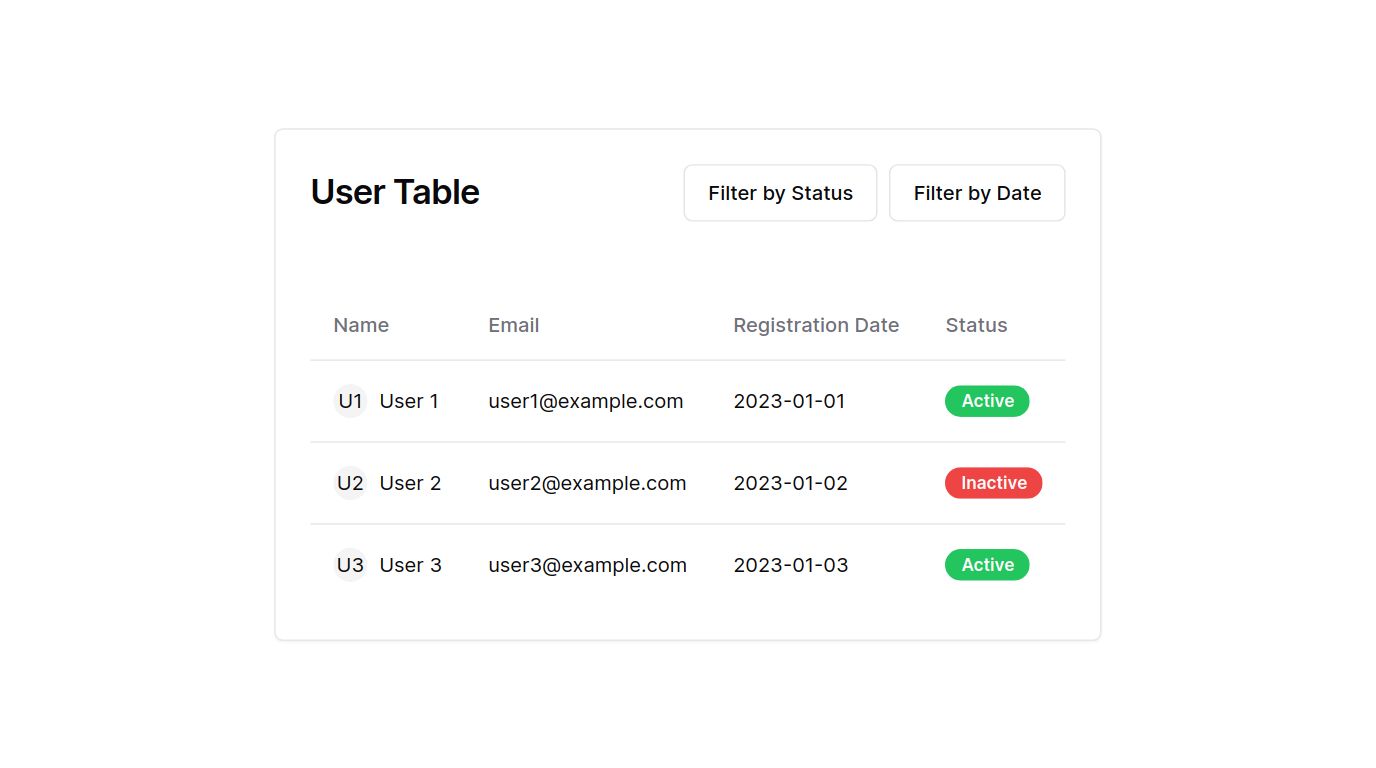 User Table Filter by Status Filter by Date
Name Email Registration Date Status
U1 User 1 user1@example.com 2023-01-01 Active
U2 User 2 user2@example.com 2023-01-02 Inactive
U3 User 3 user3@example.com 2023-01-03 Active